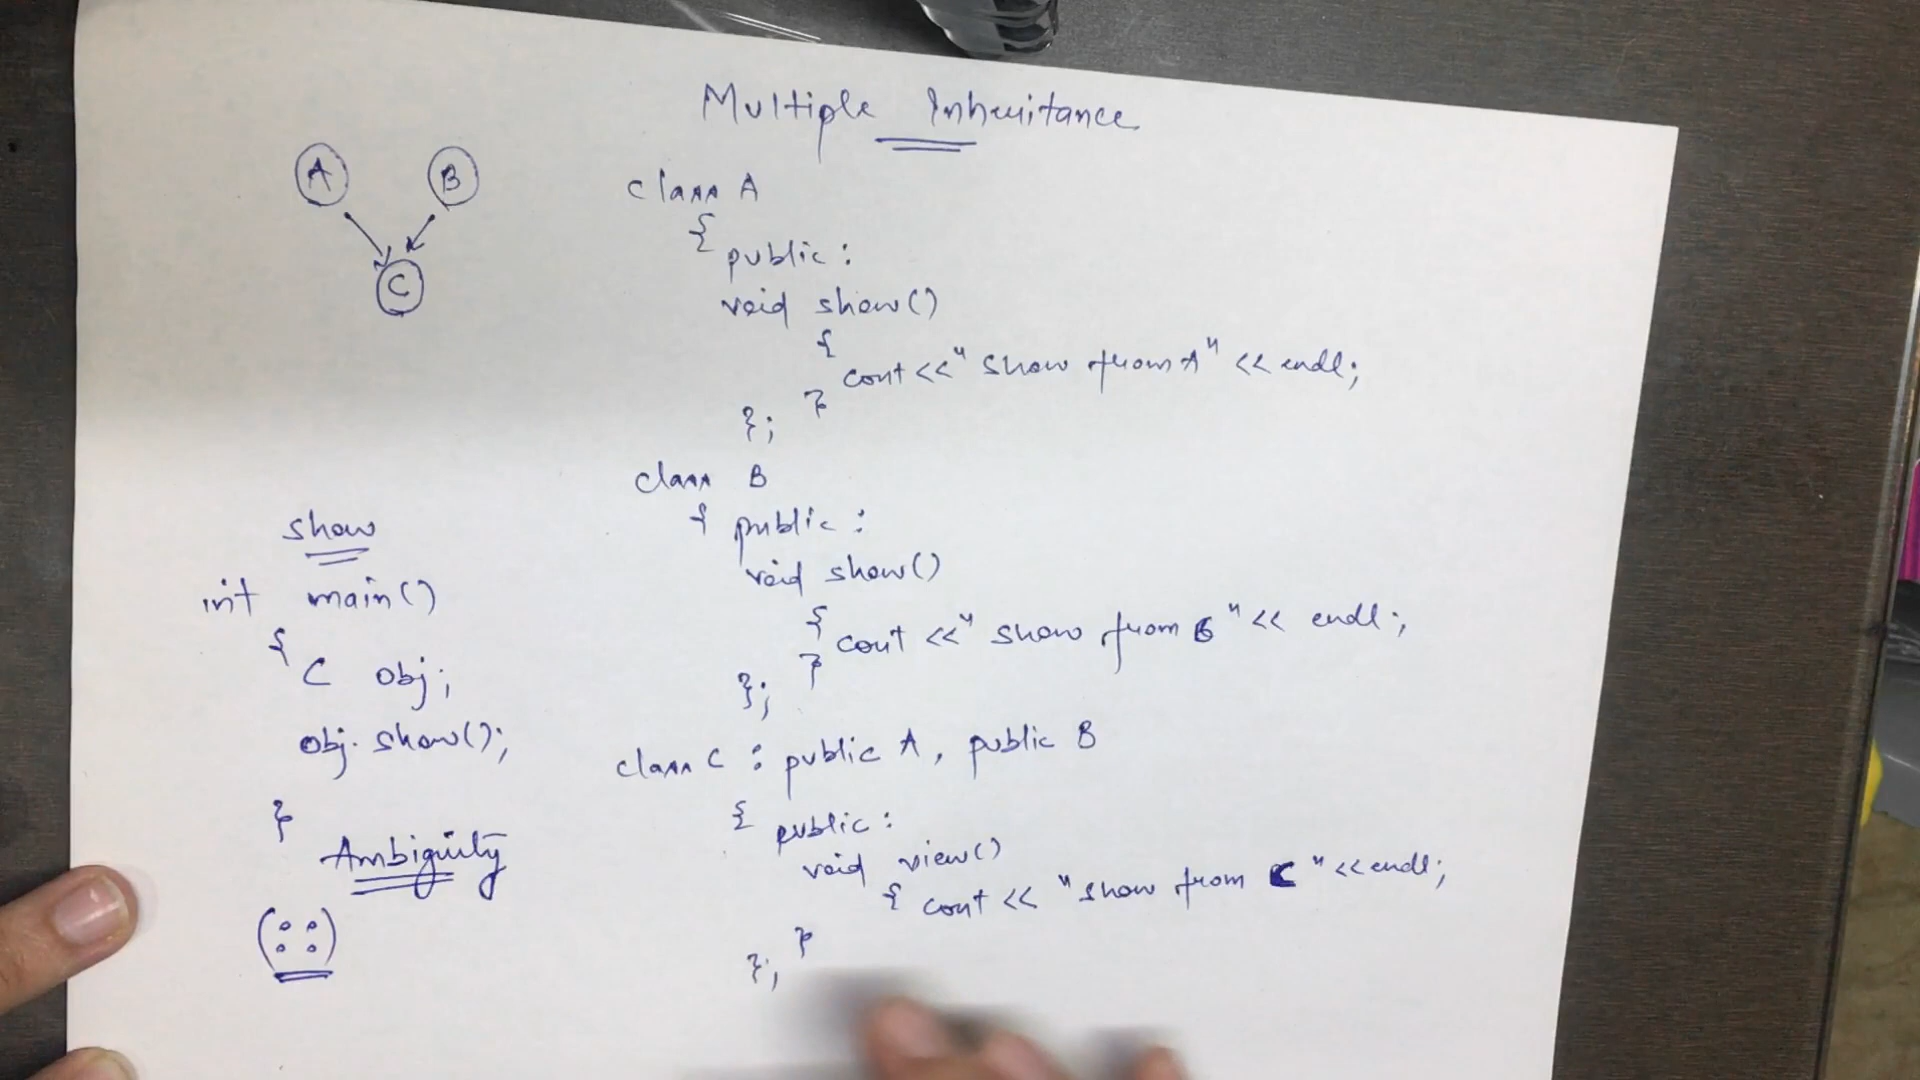 Multiple Inheritance
A B
C
class A
{
public :
void show()
{
cout << "show from A" << endl;
}
};
class B
{ public :
void show()
{
cout << "show from B" << endl;
}
};
class C : public A, public B
{ public :
void view()
{ cout << "show from C" << endl;
}
};
show
int main()
{
C obj;
obj.show();
}
Ambiguity
(::)